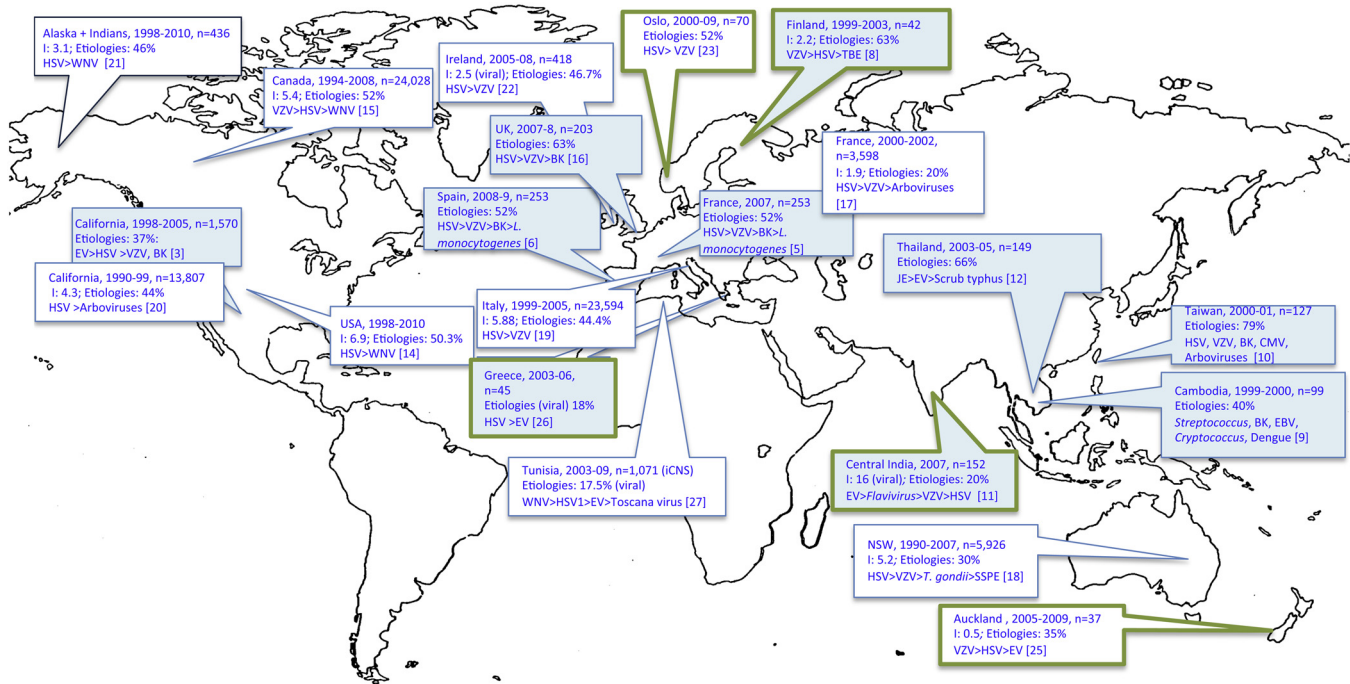 Alaska + Indians, 1998-2010, n=436
I: 3.1; Etiologies: 46%
HSV>WNV [21]
Canada, 1994-2008, n=24,028
I: 5.4; Etiologies: 52%
VZV>HSV>WNV [15]
Ireland, 2005-08, n=418
I: 2.5 (viral); Etiologies: 46.7%
HSV>VZV [22]
Oslo, 2000-09, n=70
Etiologies: 52%
HSV> VZV [23]
Finland, 1999-2003, n=42
I: 2.2; Etiologies: 63%
VZV>HSV>TBE [8]
UK, 2007-8, n=203
Etiologies: 63%
HSV>VZV>BK [16]
France, 2000-2002,
n=3,598
I: 1.9; Etiologies: 20%
HSV>VZV>Arboviruses
[17]
Spain, 2008-9, n=253
Etiologies: 52%
HSV>VZV>BK>L.
monocytogenes [6]
France, 2007, n=253
Etiologies: 52%
HSV>VZV>BK>L.
monocytogenes [5]
California, 1998-2005, n=1,570
Etiologies: 37%:
EV>HSV >VZV, BK [3]
California, 1990-99, n=13,807
I: 4.3; Etiologies: 44%
HSV >Arboviruses [20]
USA, 1998-2010
I: 6.9; Etiologies: 50.3%
HSV>WNV [14]
Italy, 1999-2005, n=23,594
I: 5.88; Etiologies: 44.4%
HSV>VZV [19]
Thailand, 2003-05, n=149
Etiologies: 66%
JE>EV>Scrub typhus [12]
Taiwan, 2000-01, n=127
Etiologies: 79%
HSV, VZV, BK, CMV,
Arboviruses [10]
Greece, 2003-06,
n=45
Etiologies (viral) 18%
HSV >EV [26]
Cambodia, 1999-2000, n=99
Etiologies: 40%
Streptococcus, BK, EBV,
Cryptococcus, Dengue [9]
Tunisia, 2003-09, n=1,071 (iCNS)
Etiologies: 17.5% (viral)
WNV>HSV1>EV>Toscana virus [27]
Central India, 2007, n=152
I: 16 (viral); Etiologies: 20%
EV>Flavivirus>VZV>HSV [11]
NSW, 1990-2007, n=5,926
I: 5.2; Etiologies: 30%
HSV>VZV>T. gondii>SSPE [18]
Auckland , 2005-2009, n=37
I: 0.5; Etiologies: 35%
VZV>HSV>EV [25]